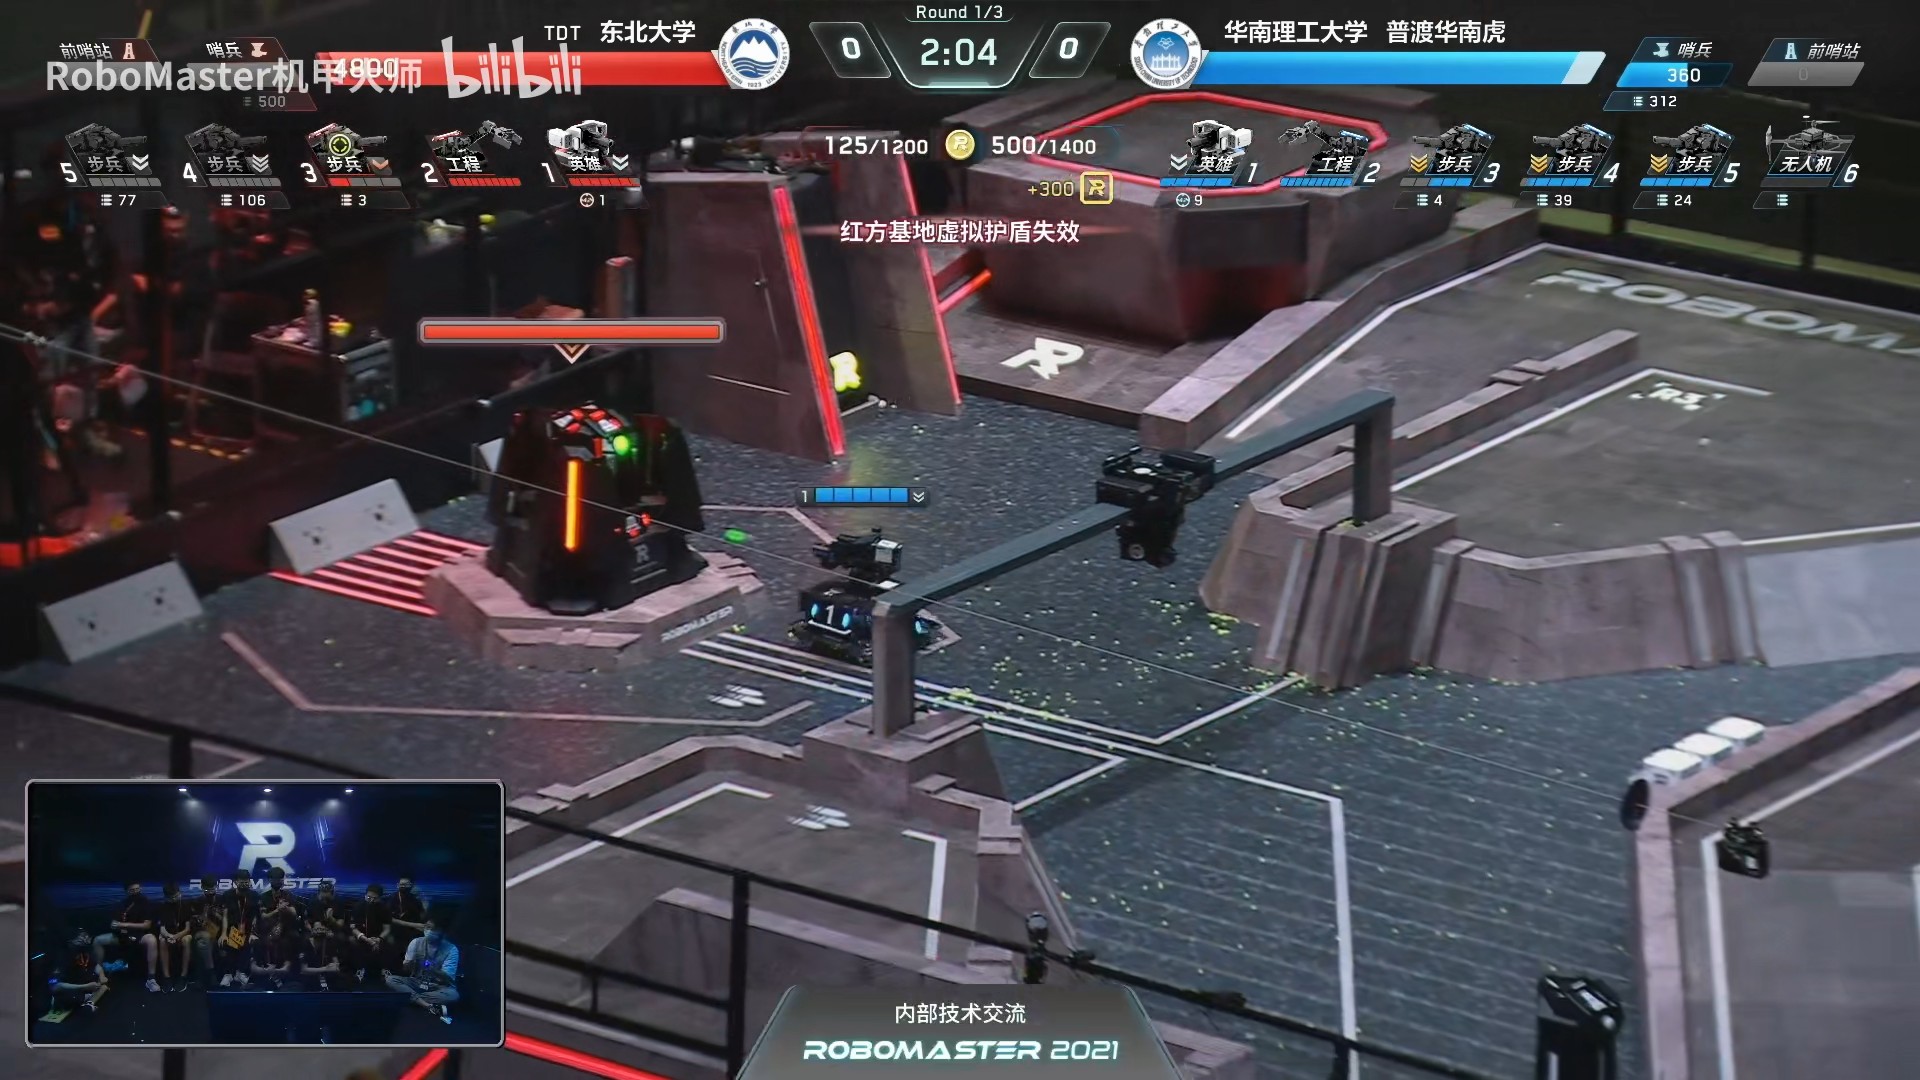 Round 1/3
TDT 东北大学
0
2:04
0
华南理工大学 普渡华南虎
前哨站
哨兵
4800
500
RoboMaster机甲大师 bilibili
哨兵
360
312
前哨站
0
5 步兵
77
4 步兵
106
3 步兵
3
2 工程
1 英雄
1
125/1200
500/1400
+300
红方基地虚拟护盾失效
英雄 1
9
工程 2
步兵 3
4
步兵 4
39
步兵 5
24
无人机 6
ROBOMA
R
R
R3
1
1
R
ROBOMASTER
R
ROBOMASTER
内部技术交流
ROBOMASTER 2021